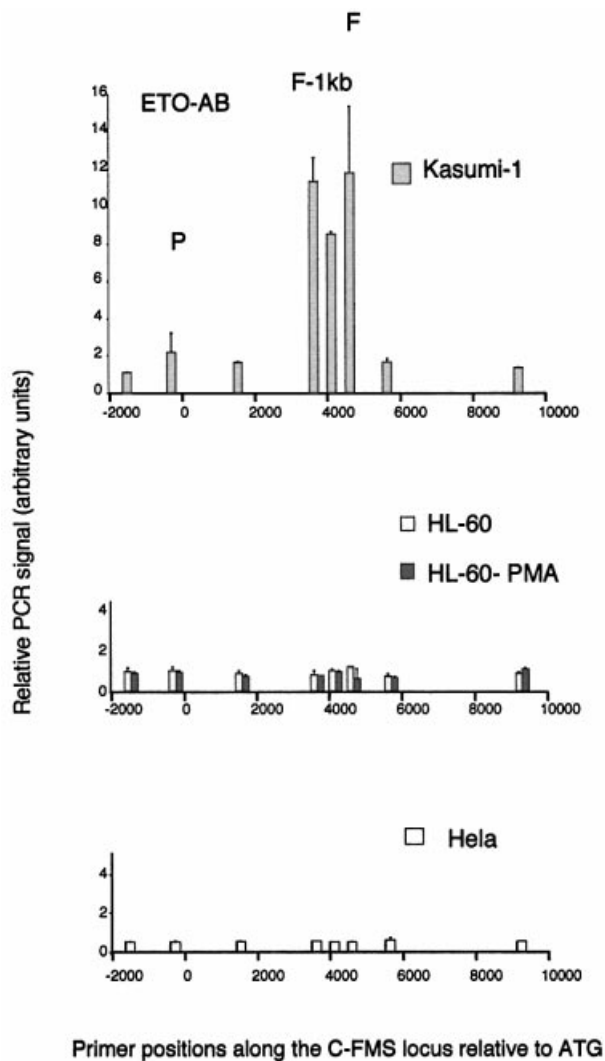 F
F-1kb
ETO-AB
Kasumi-1
P
16
14
12
10
8
6
4
2
0
-2000 0 2000 4000 6000 8000 10000
Relative PCR signal (arbitrary units)
HL-60
HL-60- PMA
4
2
0
-2000 0 2000 4000 6000 8000 10000
Hela
4
2
0
-2000 0 2000 4000 6000 8000 10000
Primer positions along the C-FMS locus relative to ATG